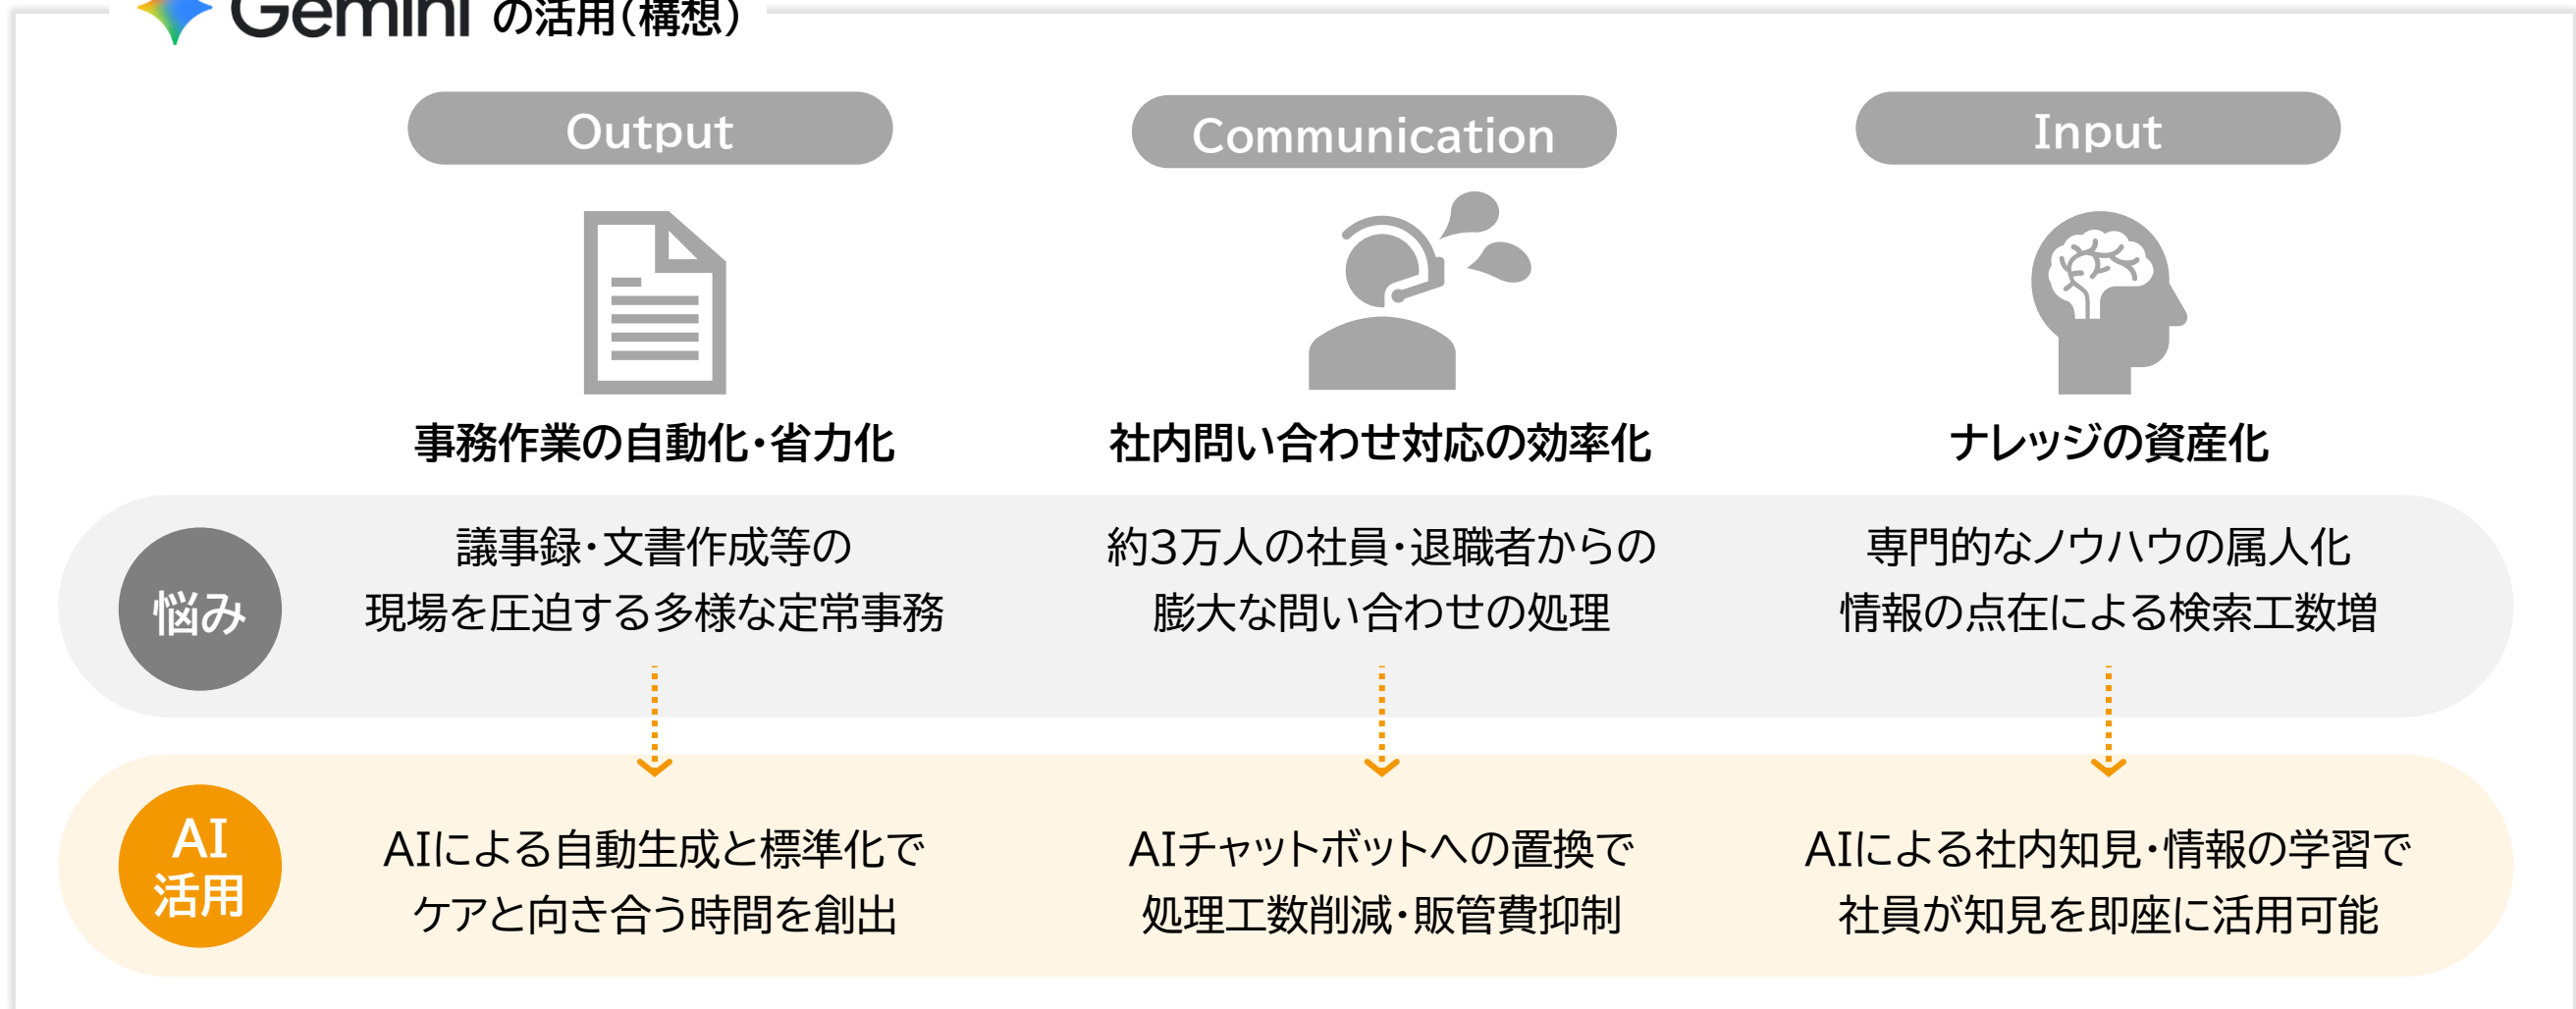 Gemini の活用(構想)
Output
Communication
Input
事務作業の自動化・省力化
社内問い合わせ対応の効率化
ナレッジの資産化
悩み
議事録・文書作成等の
現場を圧迫する多様な定常事務
約3万人の社員・退職者からの
膨大な問い合わせの処理
専門的なノウハウの属人化
情報の点在による検索工数増
AI
活用
AIによる自動生成と標準化で
ケアと向き合う時間を創出
AIチャットボットへの置換で
処理工数削減・販管費抑制
AIによる社内知見・情報の学習で
社員が知見を即座に活用可能